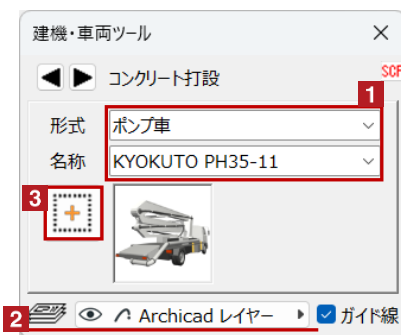 建機・車両ツール
コンクリート打設
1
形式 ポンプ車
名称 KYOKUTO PH35-11
3
2 Archicad レイヤー ガイド線